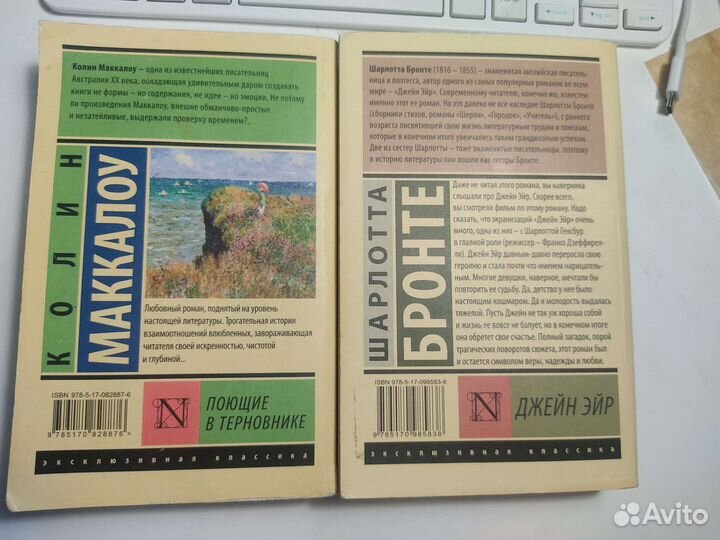 Колин Маккалоу – одна из известнейших писательниц
Австралии XX века, обладающая удивительным даром создавать
книги не формы – но содержания, не идеи – но эмоции. Не потому
ли произведения Маккалоу, внешне обманчиво-простые
и незатейливые, выдержали проверку временем?..
КОЛИН
МАККАЛОУ
Любовный роман, поднятый на уровень
настоящей литературы. Трогательная история
взаимоотношений влюбленных, завораживающая
читателя своей искренностью, чистотой
и глубиной...
ISBN 978-5-17-082887-6
9 785170 828876 >
N
ПОЮЩИЕ
В ТЕРНОВНИКЕ
эксклюзивная классика
Шарлотта Бронте (1816 – 1855) – знаменитая английская писатель-
ница и поэтесса, автор одного из самых популярных романов во всем
мире – «Джейн Эйр». Современному читателю, конечно же, известен
именно этот ее роман. Но это далеко не все наследие Шарлотты Бронте
(сборники стихов, романы «Шерли», «Городок», «Учитель»), с раннего
возраста посвятившей свою жизнь литературным трудам и поискам,
которые в конечном итоге увенчались таким грандиозным успехом.
Две из сестер Шарлотты – тоже знаменитые писательницы, поэтому
в историю литературы они вошли как сестры Бронте.
ШАРЛОТТА
БРОНТЕ
Даже не читая этого романа, вы наверняка
слышали про Джейн Эйр. Скорее всего,
вы смотрели фильм по этому роману. Надо
сказать, что экранизаций «Джейн Эйр» очень
много, одна из них – с Шарлоттой Генсбур
в главной роли (режиссер – Франко Дзеффирел-
ли). Джейн Эйр давным-давно переросла свою
героиню и стала почти что именем нарицатель-
ным. Многие девушки, наверное, мечтали бы
повторить ее судьбу. Да, детство у нее было
настоящим кошмаром. Да и молодость выдалась
тяжелой. Пусть Джейн не так уж хороша собой
и жизнь ее вовсе не балует, но в конечном итоге
она обретет свое счастье. Полный загадок, порой
трагических поворотов сюжета, этот роман был
и остается символом веры, надежды и любви.
ISBN 978-5-17-098583-8
9 785170 985838
N
ДЖЕЙН ЭЙР
эксклюзивная классика
Avito